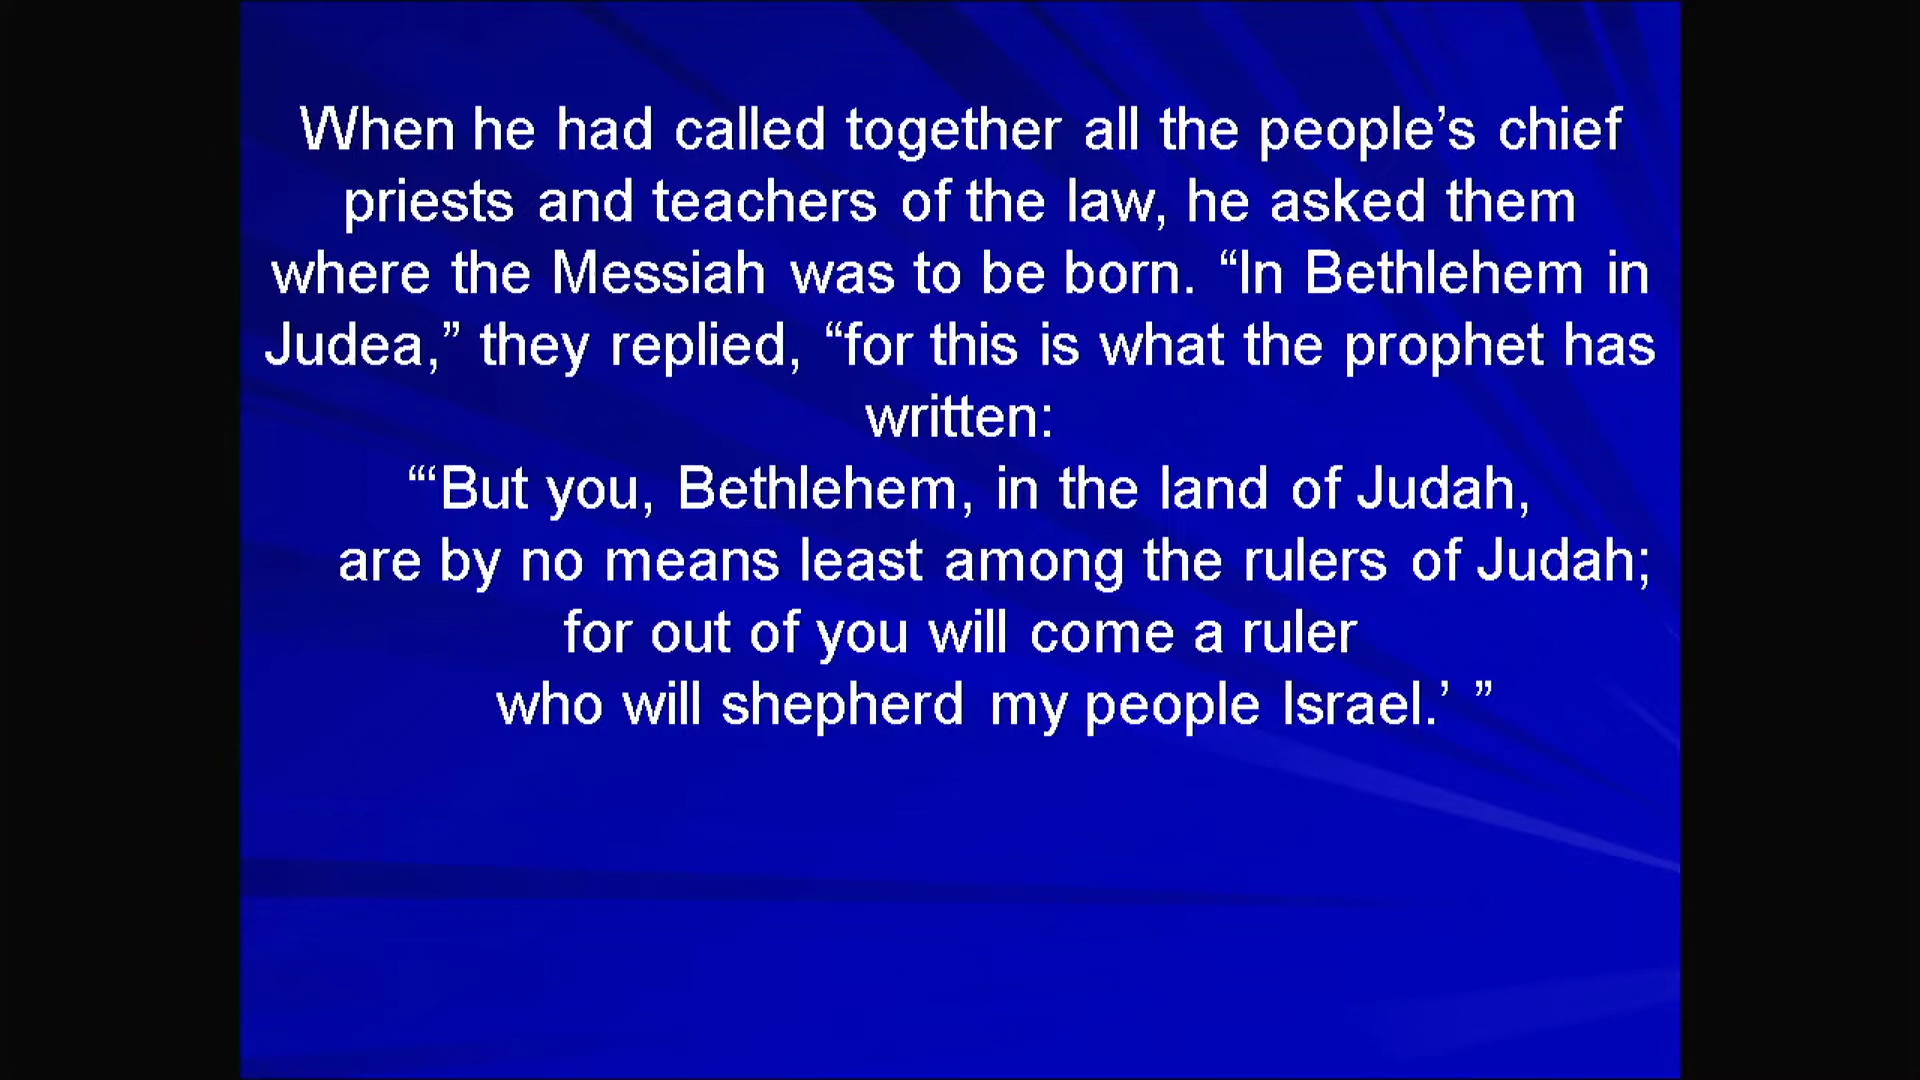 When he had called together all the people’s chief
priests and teachers of the law, he asked them
where the Messiah was to be born. “In Bethlehem in
Judea,” they replied, “for this is what the prophet has
written:
“‘But you, Bethlehem, in the land of Judah,
are by no means least among the rulers of Judah;
for out of you will come a ruler
who will shepherd my people Israel.’ ”